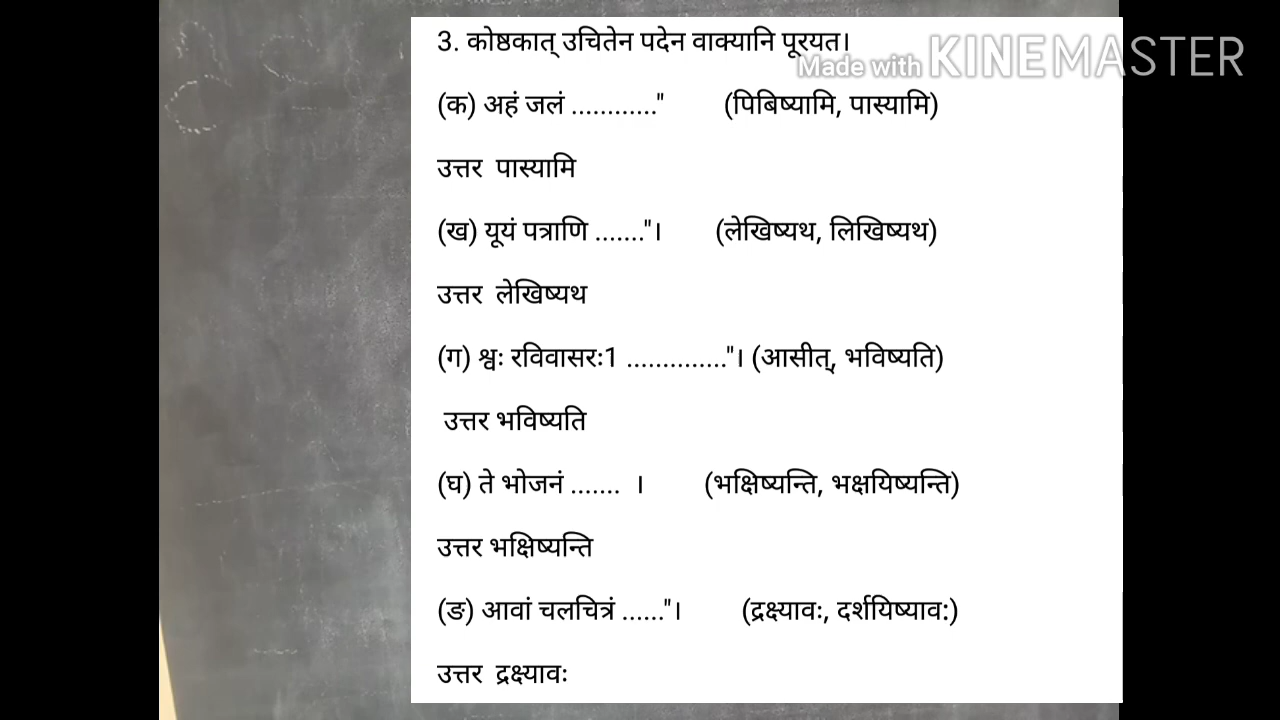 3. कोष्ठकात् उचितेन पदेन वाक्यानि पूरयत।
Made with KINEMASTER
(क) अहं जलं ............" (पिबिष्यामि, पास्यामि)
उत्तर पास्यामि
(ख) यूयं पत्राणि ......."। (लेखिष्यथ, लिखिष्यथ)
उत्तर लेखिष्यथ
(ग) श्वः रविवासरः1 .............."। (आसीत्, भविष्यति)
उत्तर भविष्यति
(घ) ते भोजनं ....... । (भक्षिष्यन्ति, भक्षयिष्यन्ति)
उत्तर भक्षिष्यन्ति
(ङ) आवां चलचित्रं ......"। (द्रक्ष्यावः, दर्शयिष्याव:)
उत्तर द्रक्ष्यावः